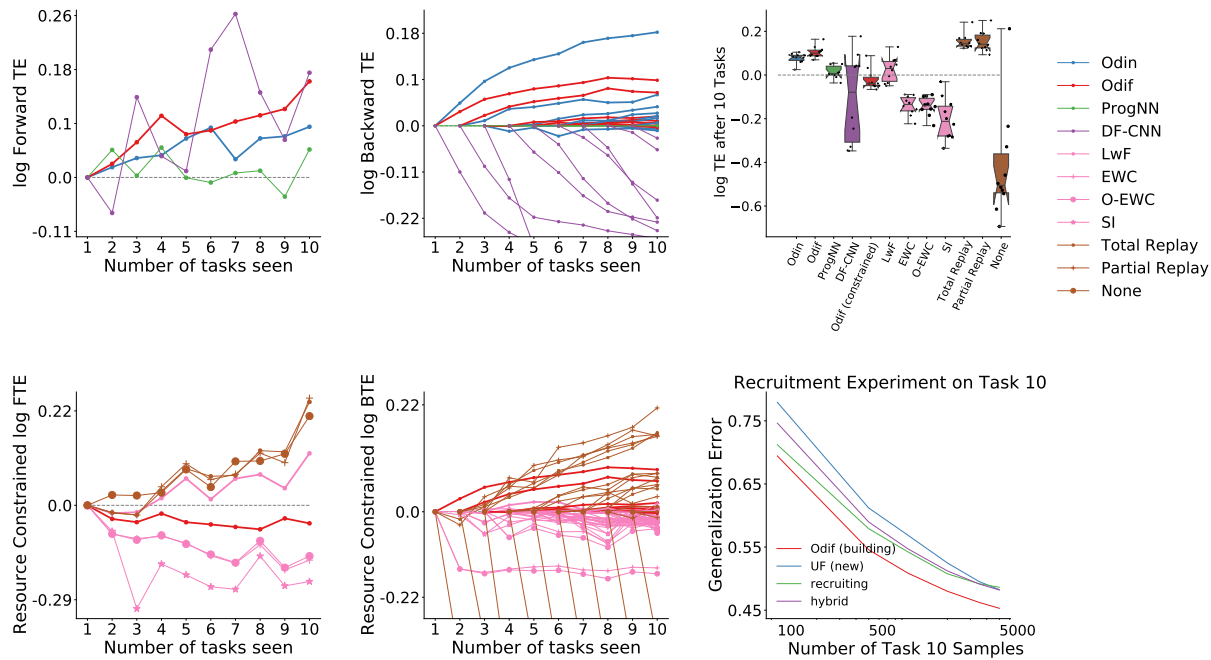 log Forward TE
0.26
0.18
0.1
0.0
-0.11
1 2 3 4 5 6 7 8 9 10
Number of tasks seen
log Backward TE
0.18
0.1
0.0
-0.11
-0.22
1 2 3 4 5 6 7 8 9 10
Number of tasks seen
log TE after 10 Tasks
0.2
0.0
−0.2
−0.4
−0.6
Odin
Odif
ProgNN
DF-CNN
Odif (constrained)
LwF
EWC
O-EWC
SI
Total Replay
Partial Replay
None
Odin
Odif
ProgNN
DF-CNN
LwF
EWC
O-EWC
SI
Total Replay
Partial Replay
None
Resource Constrained log FTE
0.22
0.0
-0.29
1 2 3 4 5 6 7 8 9 10
Number of tasks seen
Resource Constrained log BTE
0.22
0.0
-0.22
1 2 3 4 5 6 7 8 9 10
Number of tasks seen
Recruitment Experiment on Task 10
Generalization Error
0.75
0.65
0.55
0.45
Odif (building)
UF (new)
recruiting
hybrid
100 500 5000
Number of Task 10 Samples